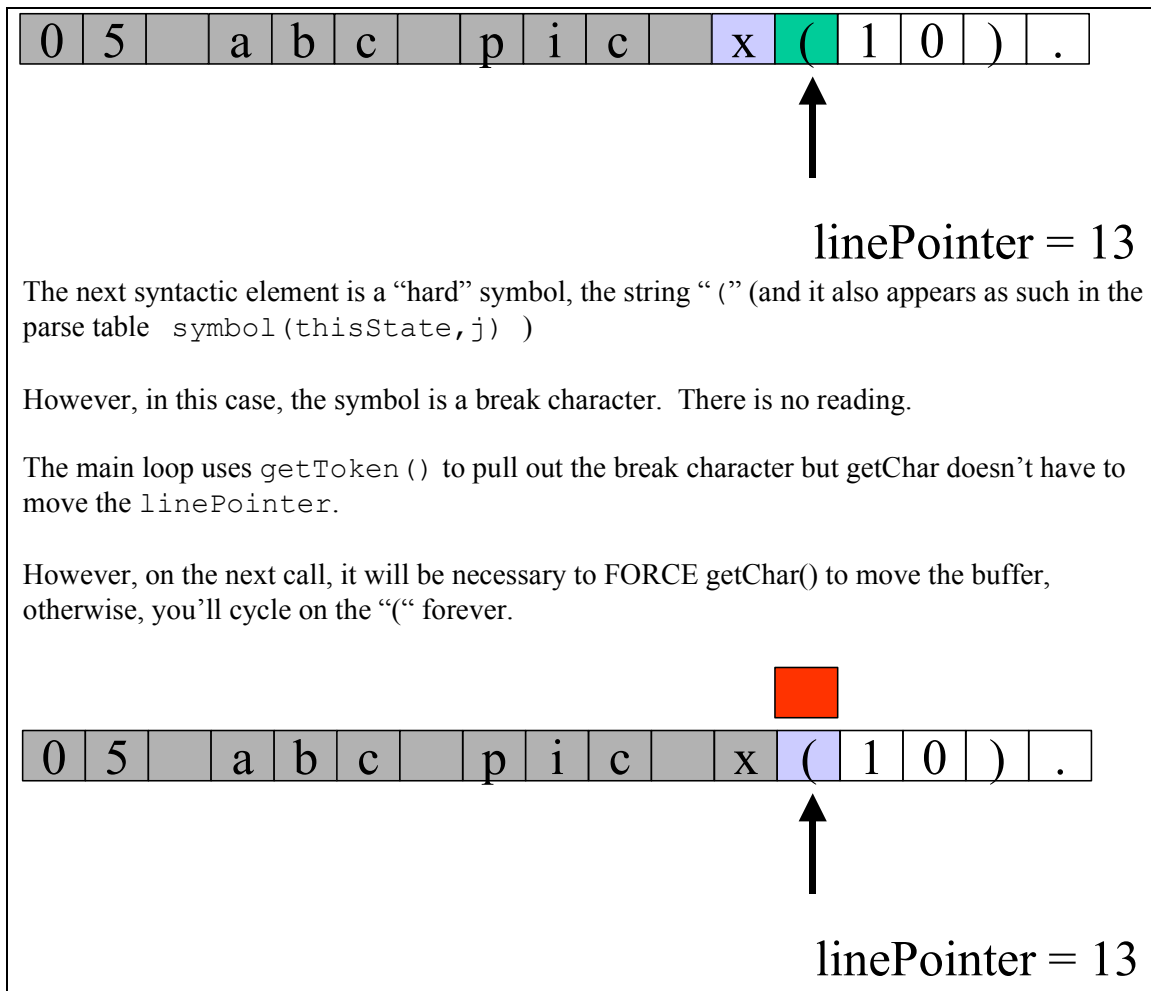 0 5 a b c p i c x ( 1 0 ) .
linePointer = 13
The next syntactic element is a “hard” symbol, the string “(” (and it also appears as such in the
parse table symbol(thisState,j) )
However, in this case, the symbol is a break character. There is no reading.
The main loop uses getToken() to pull out the break character but getChar doesn’t have to
move the linePointer.
However, on the next call, it will be necessary to FORCE getChar() to move the buffer,
otherwise, you’ll cycle on the “(“ forever.
0 5 a b c p i c x ( 1 0 ) .
linePointer = 13